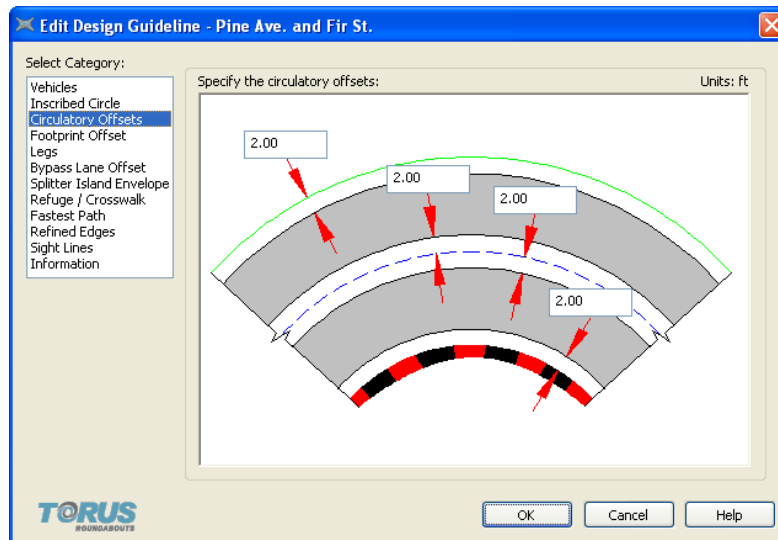 Edit Design Guideline - Pine Ave. and Fir St.
Select Category:
Vehicles
Inscribed Circle
Circulatory Offsets
Footprint Offset
Legs
Bypass Lane Offset
Splitter Island Envelope
Refuge / Crosswalk
Fastest Path
Refined Edges
Sight Lines
Information
Specify the circulatory offsets:
Units: ft
2.00
2.00
2.00
2.00
TORUS
ROUNDABOUTS
OK
Cancel
Help